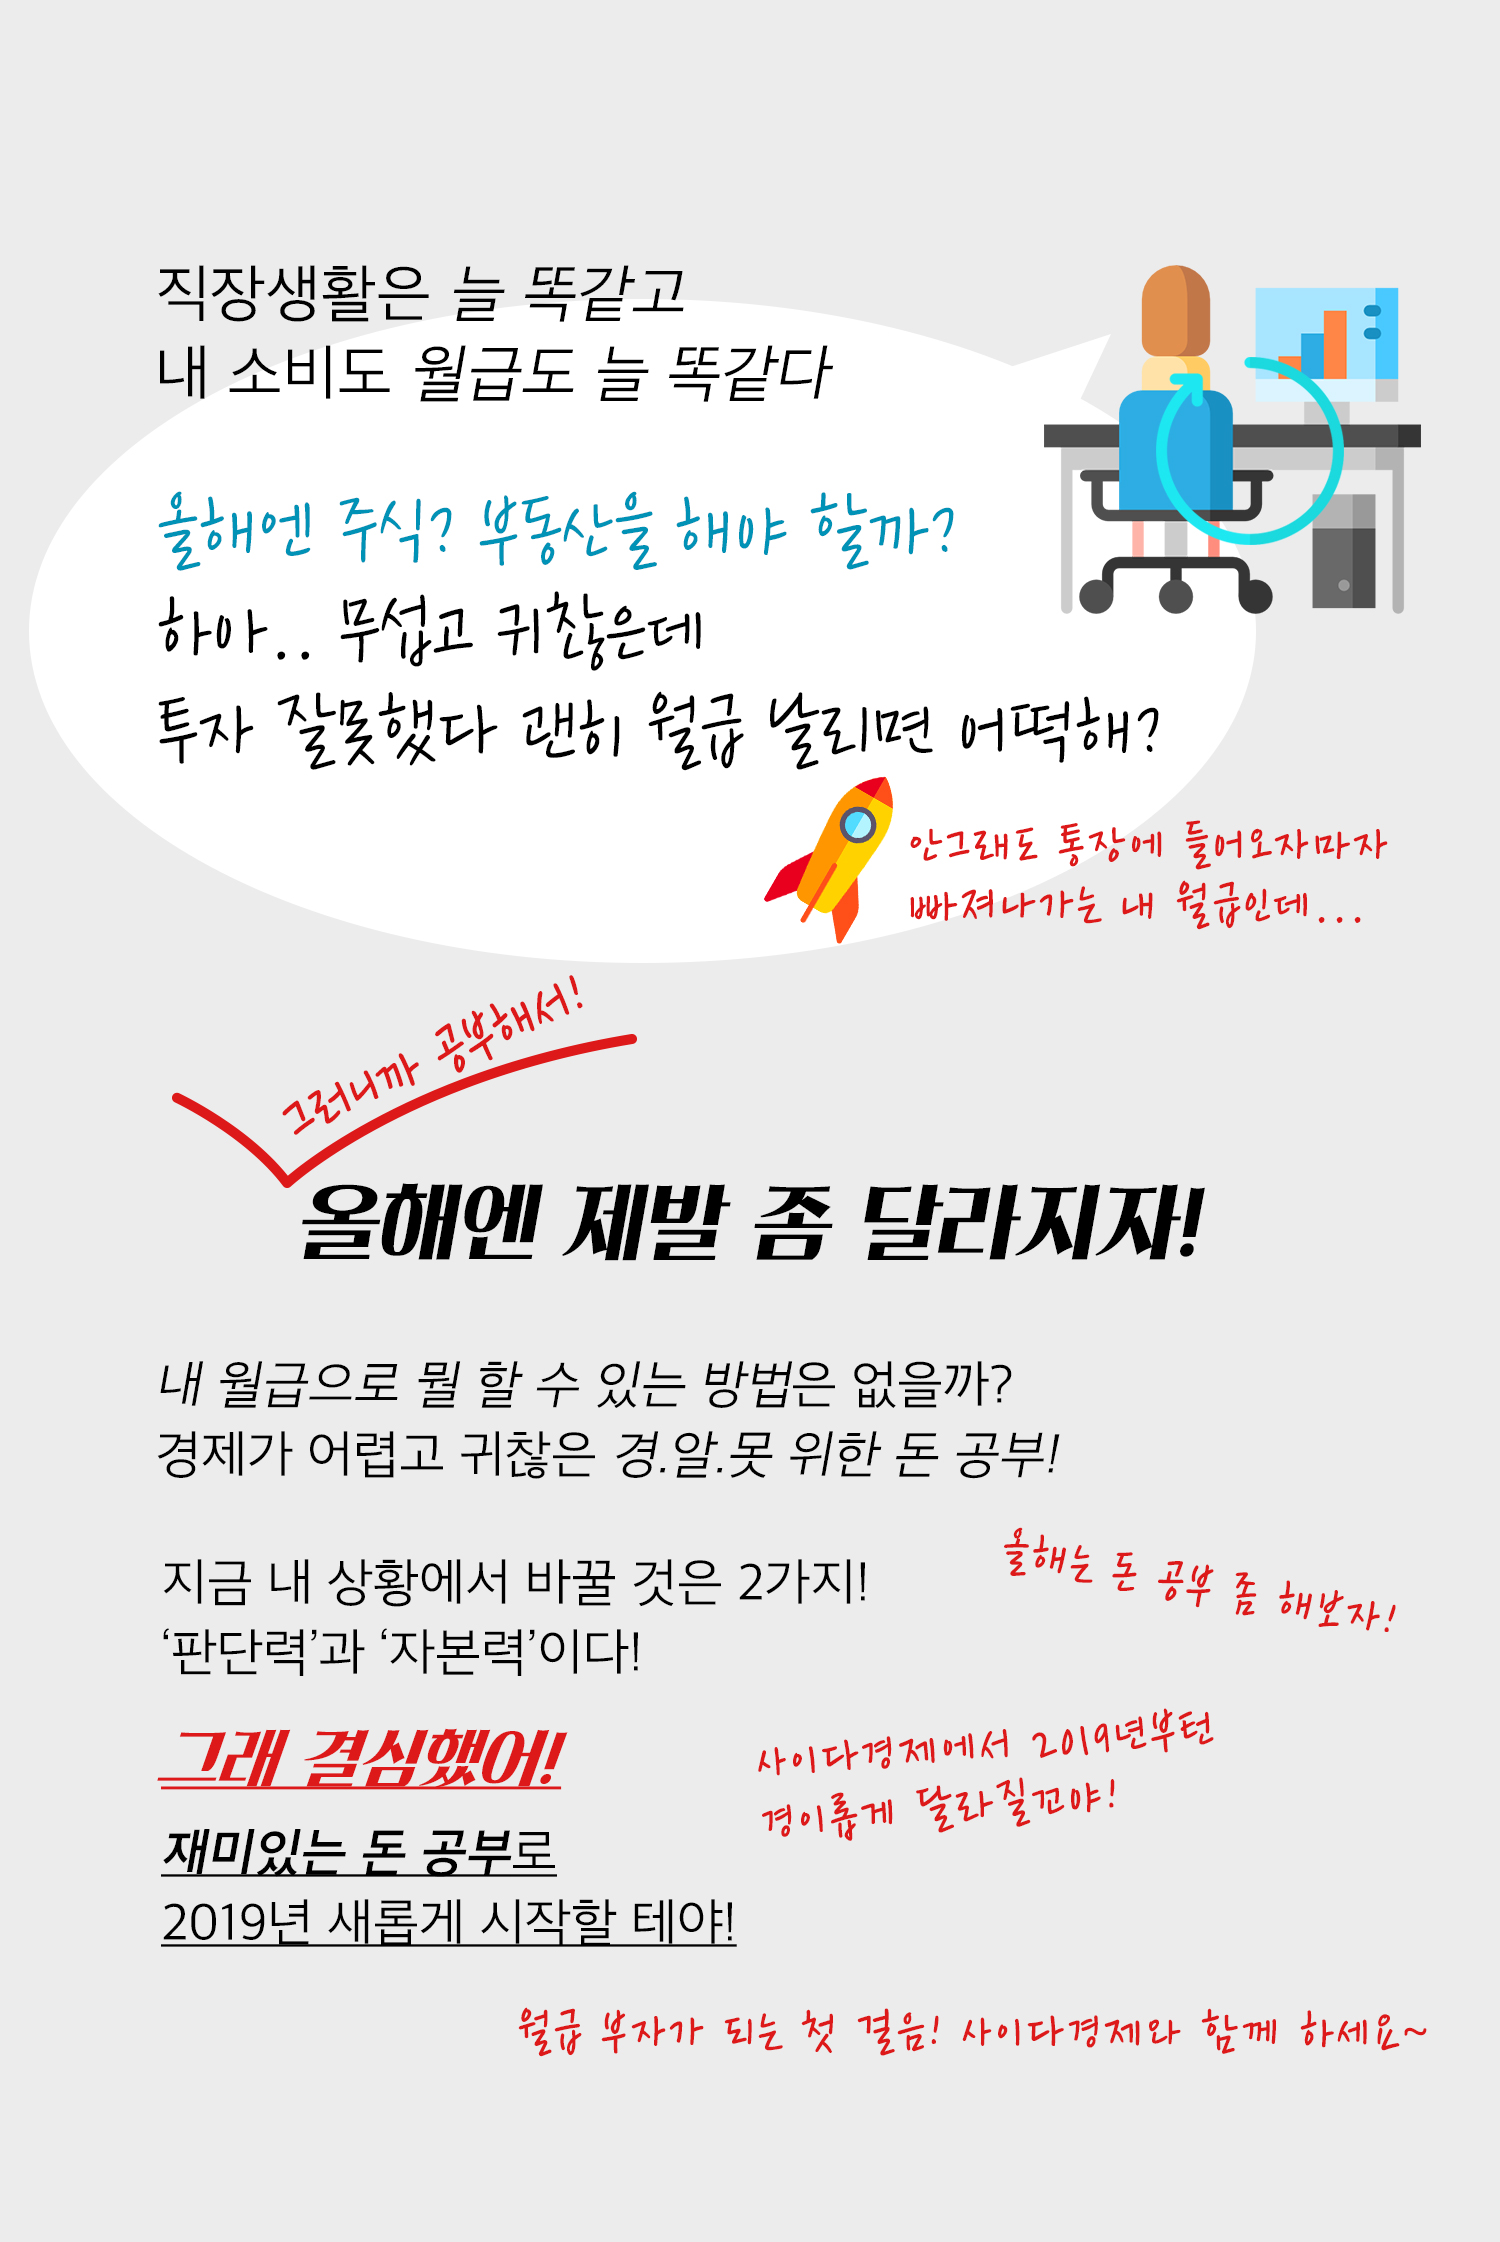 직장생활은 늘 똑같고
내 소비도 월급도 늘 똑같다
올해엔 주식? 부동산을 해야 할까?
하아.. 무섭고 귀찮은데
투자 잘못했다 괜히 월급 날리면 어떡해?
안그래도 통장에 들어오자마자
빠져나가는 내 월급인데...
그러니까 공부해서!
올해엔 제발 좀 달라지자!
내 월급으로 뭘 할 수 있는 방법은 없을까?
경제가 어렵고 귀찮은 경.알.못 위한 돈 공부!
지금 내 상황에서 바꿀 것은 2가지!
‘판단력’과 ‘자본력’이다!
올해는 돈 공부 좀 해보자!
그래 결심했어!
사이다경제에서 2019년부턴
경이롭게 달라질꼬야!
재미있는 돈 공부로
2019년 새롭게 시작할 테야!
월급 부자가 되는 첫 걸음! 사이다경제와 함께 하세요~